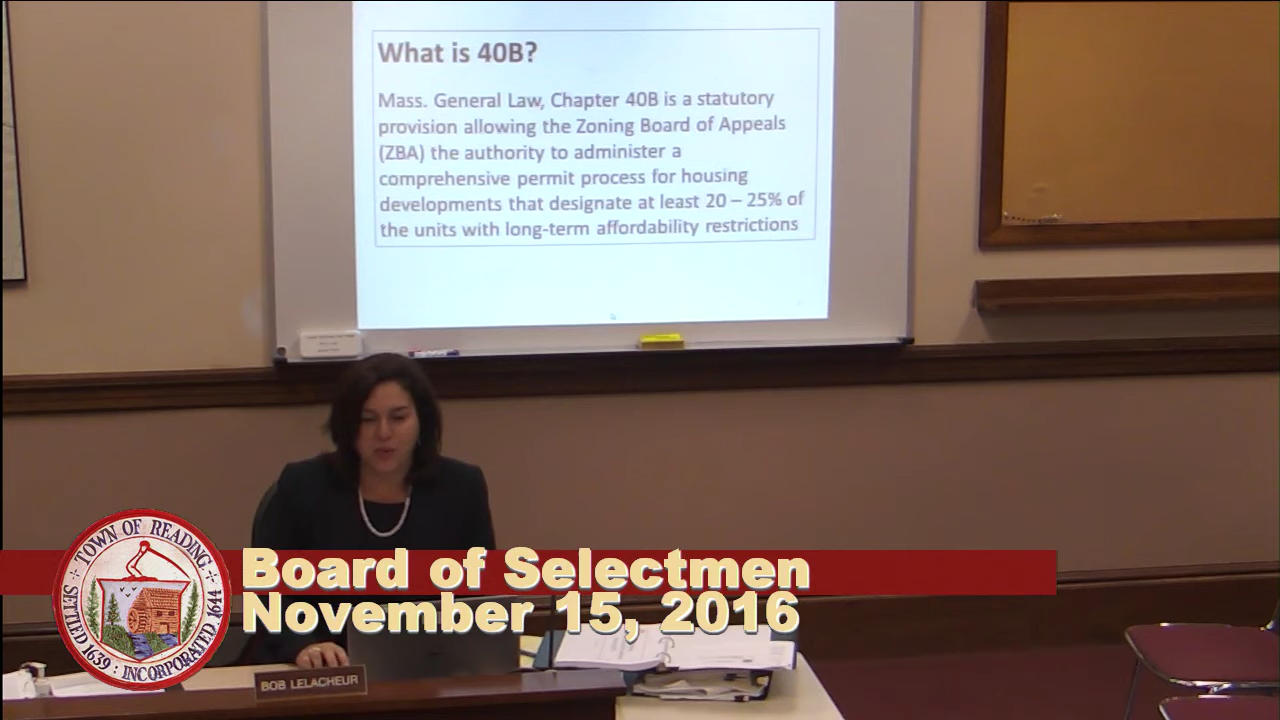 What is 40B?
Mass. General Law, Chapter 40B is a statutory
provision allowing the Zoning Board of Appeals
(ZBA) the authority to administer a
comprehensive permit process for housing
developments that designate at least 20 – 25% of
the units with long-term affordability restrictions
Board of Selectmen
November 15, 2016
TOWN OF READING
SETTLED 1639 : INCORPORATED 1644
BOB LELACHEUR